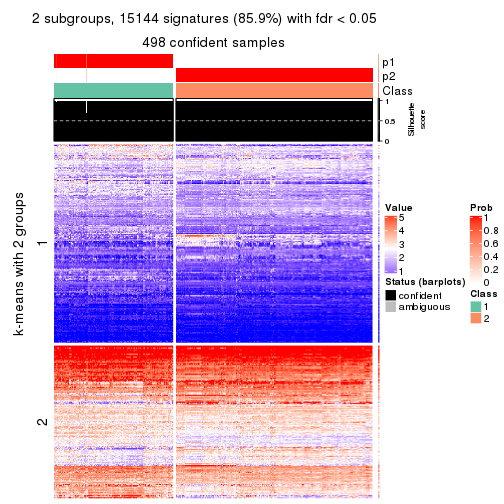 2 subgroups, 15144 signatures (85.9%) with fdr < 0.05
498 confident samples
p1
p2
Class
1
0.5
0
Silhouette
score
k-means with 2 groups
1
2
Value
5
4
3
2
1
Status (barplots)
confident
ambiguous
Prob
1
0.8
0.6
0.4
0.2
0
Class
1
2